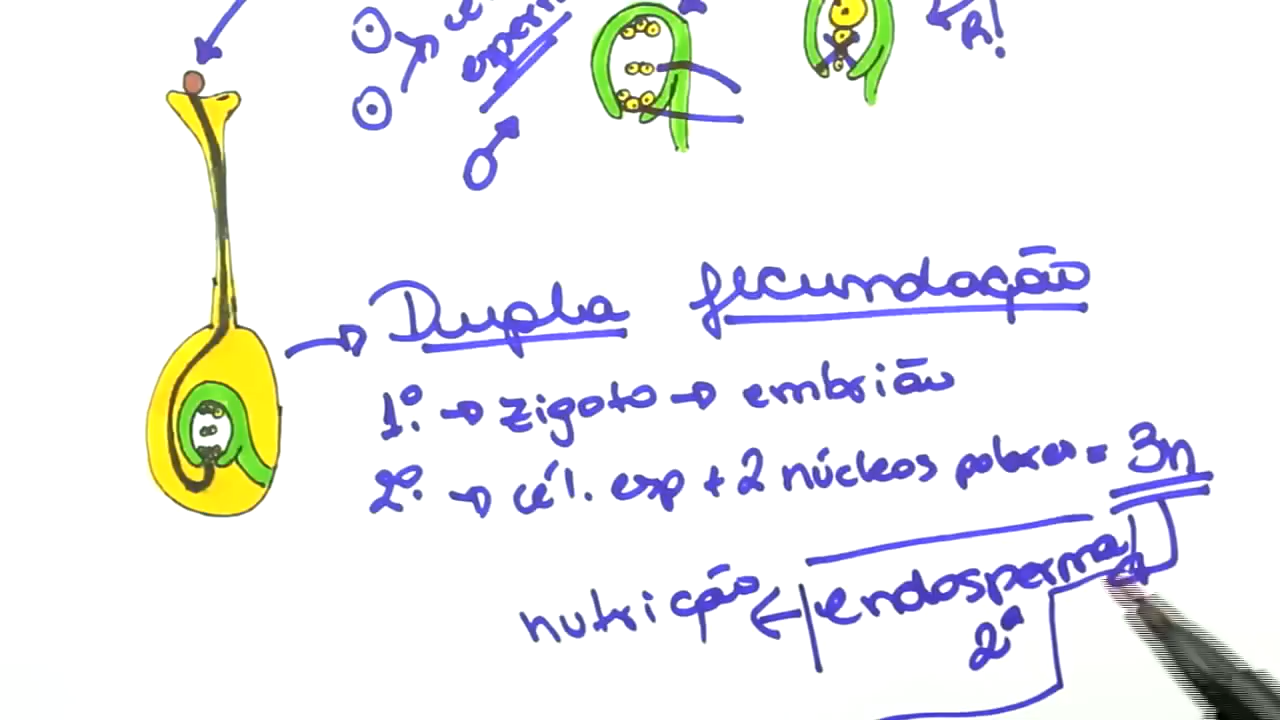 R!
Dupla fecundação
1º. → zigoto → embrião
2º. → cél. esp + 2 núcleos polares = 3n
nutrição ← endosperma
2ª